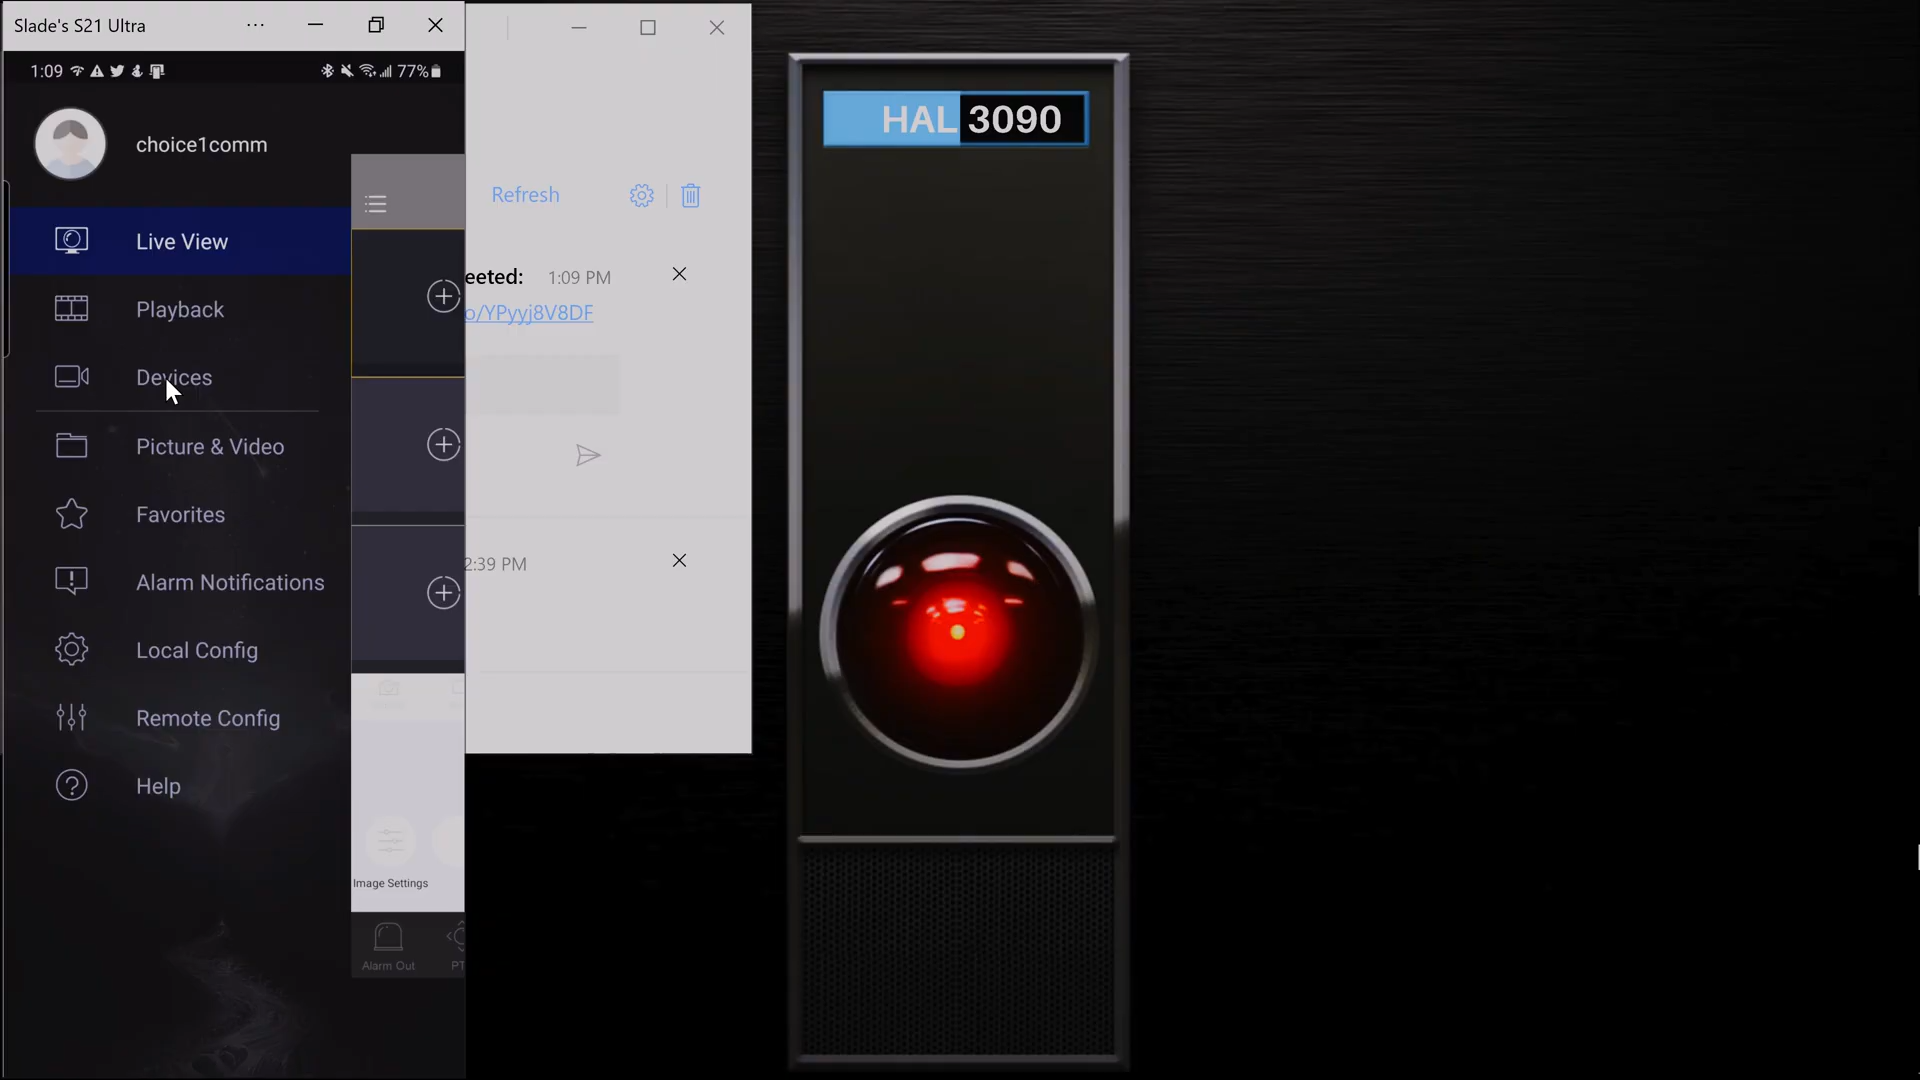 Slade's S21 Ultra
1:09
77%
choice1comm
Live View
Playback
Devices
Picture & Video
Favorites
Alarm Notifications
Local Config
Remote Config
Help
Image Settings
Alarm Out
PT
Refresh
eeted: 1:09 PM
o/YPyyj8V8DF
2:39 PM
HAL 3090